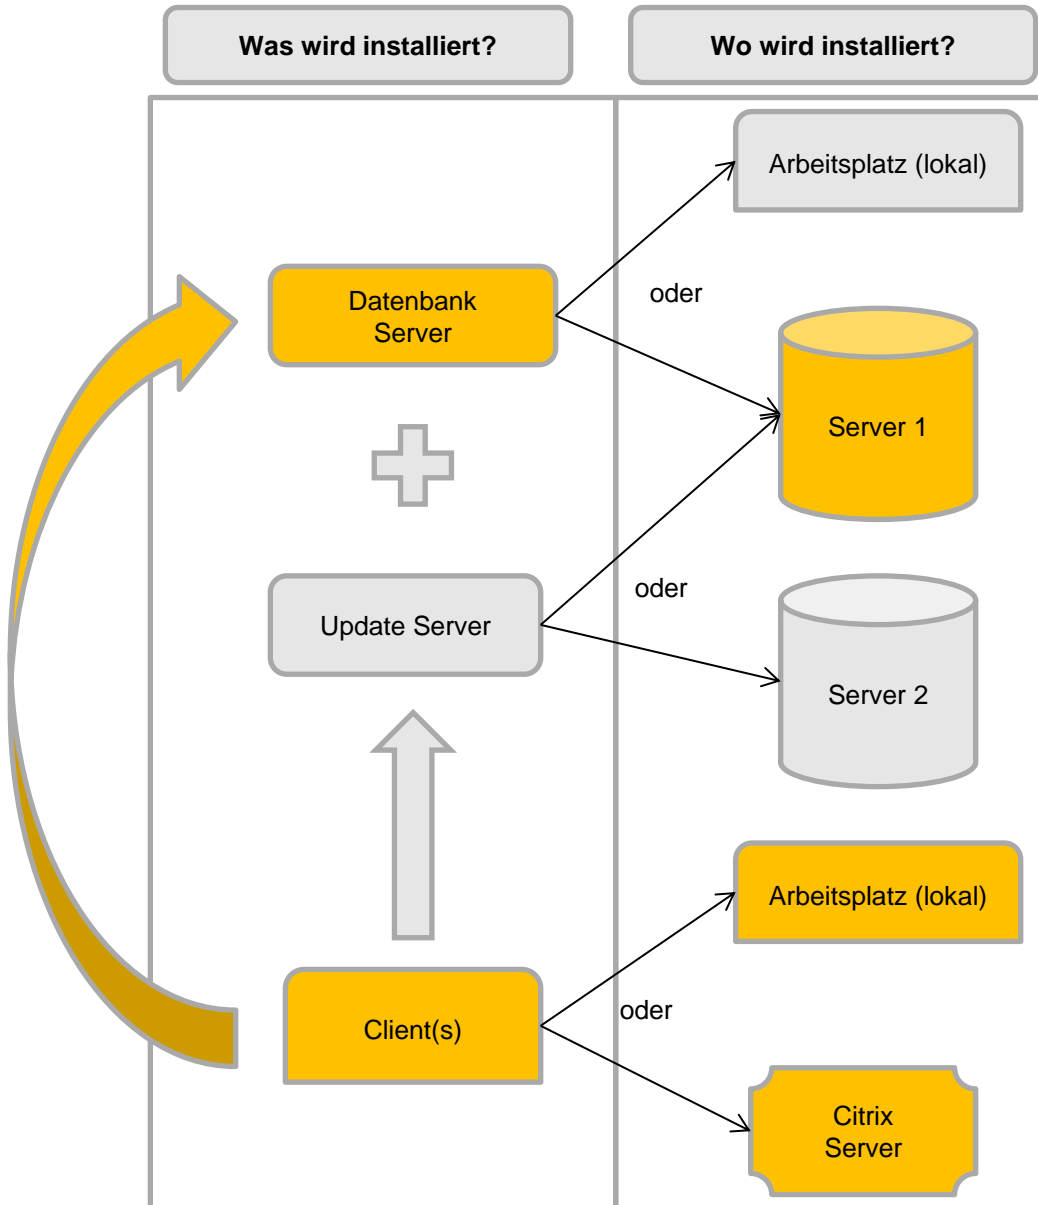 Was wird installiert?
Wo wird installiert?
Arbeitsplatz (lokal)
Datenbank
Server
oder
Server 1
Update Server
oder
Server 2
Arbeitsplatz (lokal)
Client(s)
oder
Citrix
Server